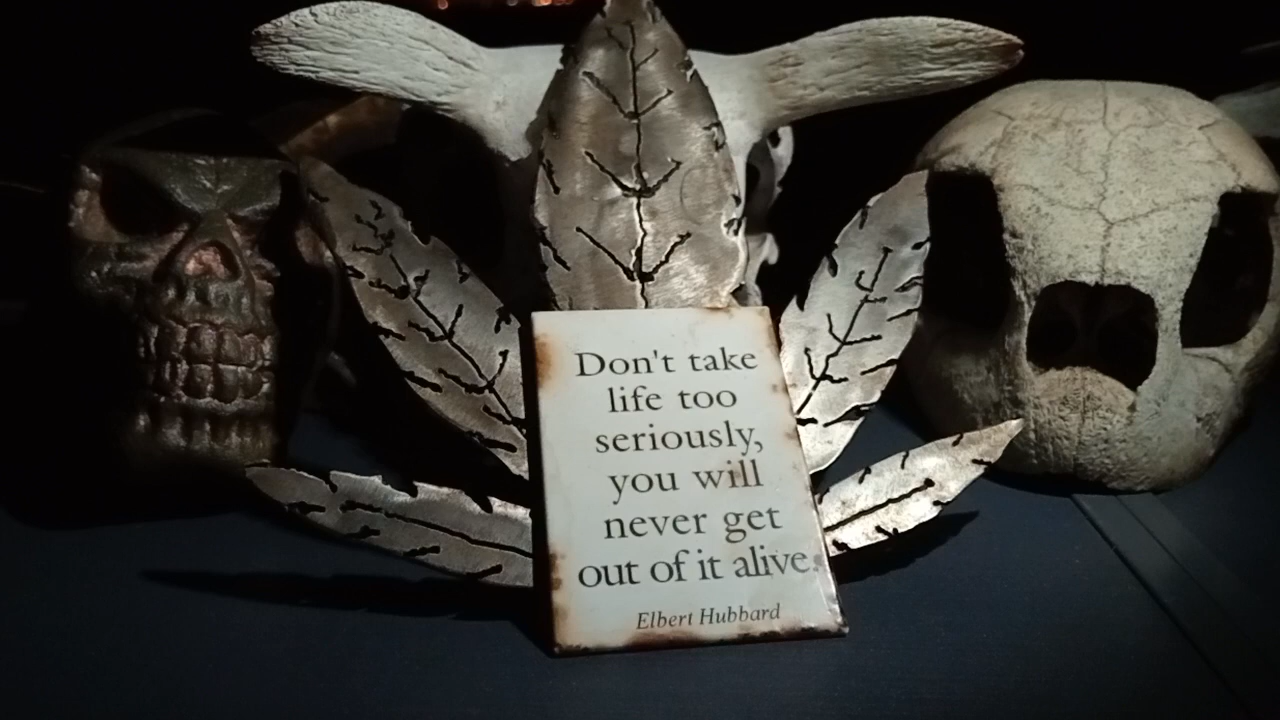 Don't take
life too
seriously,
you will
never get
out of it alive.
Elbert Hubbard